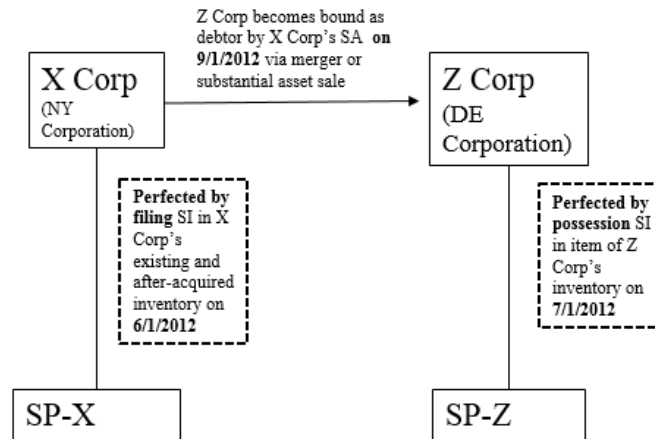 Z Corp becomes bound as
debtor by X Corp's SA on
9/1/2012 via merger or
substantial asset sale
X Corp
(NY
Corporation)
Z Corp
(DE
Corporation)
Perfected by
filing SI in X
Corp's
existing and
after-acquired
inventory on
6/1/2012
Perfected by
possession SI
in item of Z
Corp's
inventory on
7/1/2012
SP-X
SP-Z